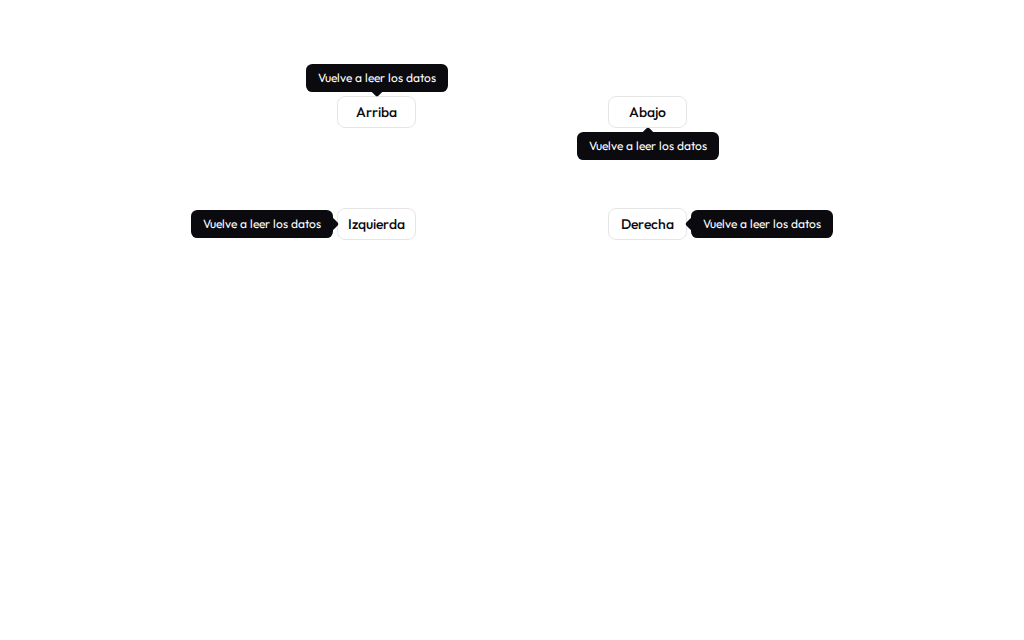 Vuelve a leer los datos
Arriba
Abajo
Vuelve a leer los datos
Vuelve a leer los datos
Izquierda
Derecha
Vuelve a leer los datos